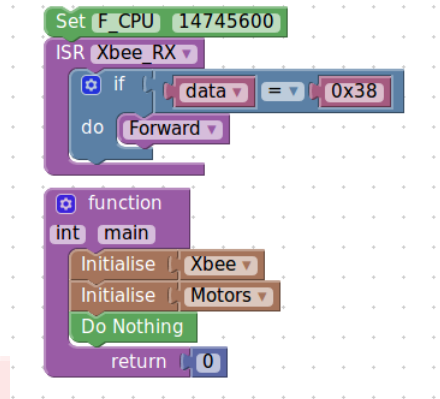 Set F_CPU 14745600
ISR Xbee_RX
if data = 0x38
do Forward
function
int main
Initialise Xbee
Initialise Motors
Do Nothing
return 0